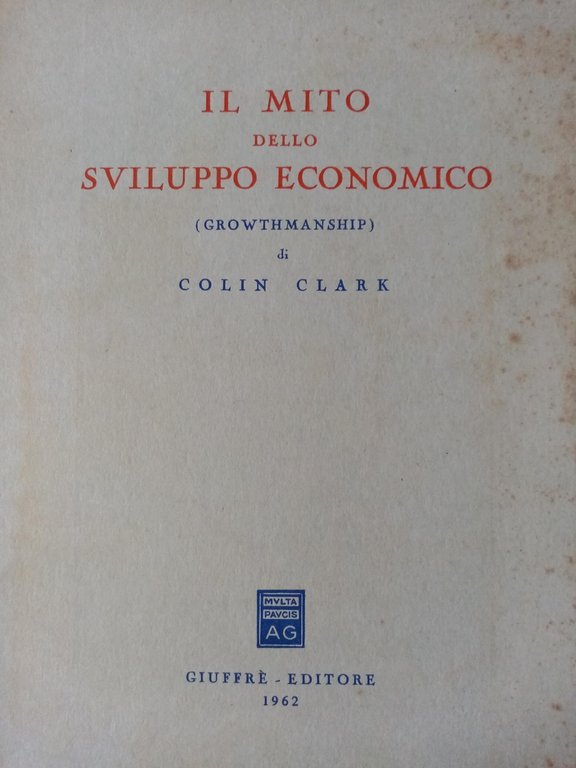 IL MITO
DELLO
SVILUPPO ECONOMICO
(GROWTHMANSHIP)
di
COLIN CLARK
MVLTA
PAVCIS
AG
GIUFFRÈ - EDITORE
1962